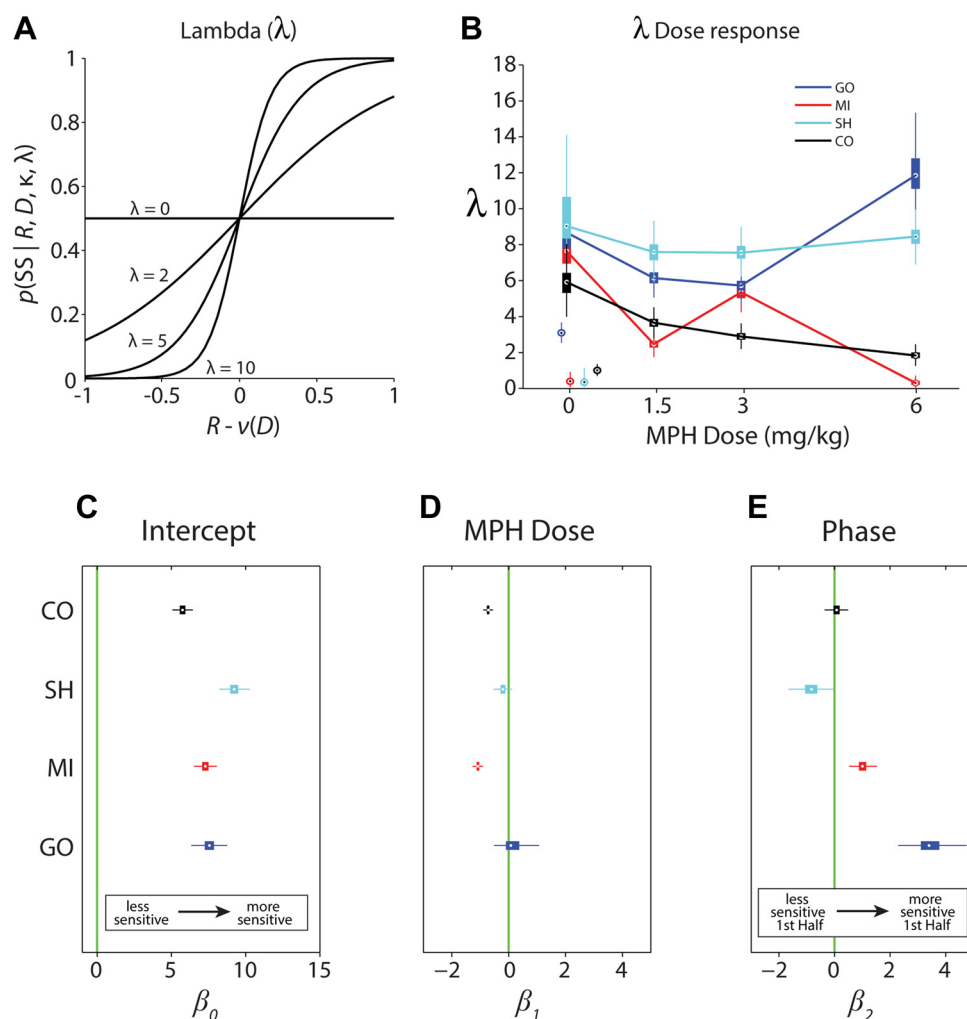 A
Lambda (λ)
p(SS | R, D, κ, λ)
1
0.8
0.6
0.4
0.2
0
λ = 0
λ = 2
λ = 5
λ = 10
-1
-0.5
0
0.5
1
R - v(D)
B
λ Dose response
λ
18
16
14
12
10
8
6
4
2
0
GO
MI
SH
CO
0
1.5
3
6
MPH Dose (mg/kg)
C
Intercept
CO
SH
MI
GO
less
sensitive
more
sensitive
0
5
10
15
β0
D
MPH Dose
−2
0
2
4
β1
E
Phase
less
sensitive
1st Half
more
sensitive
1st Half
−2
0
2
4
β2